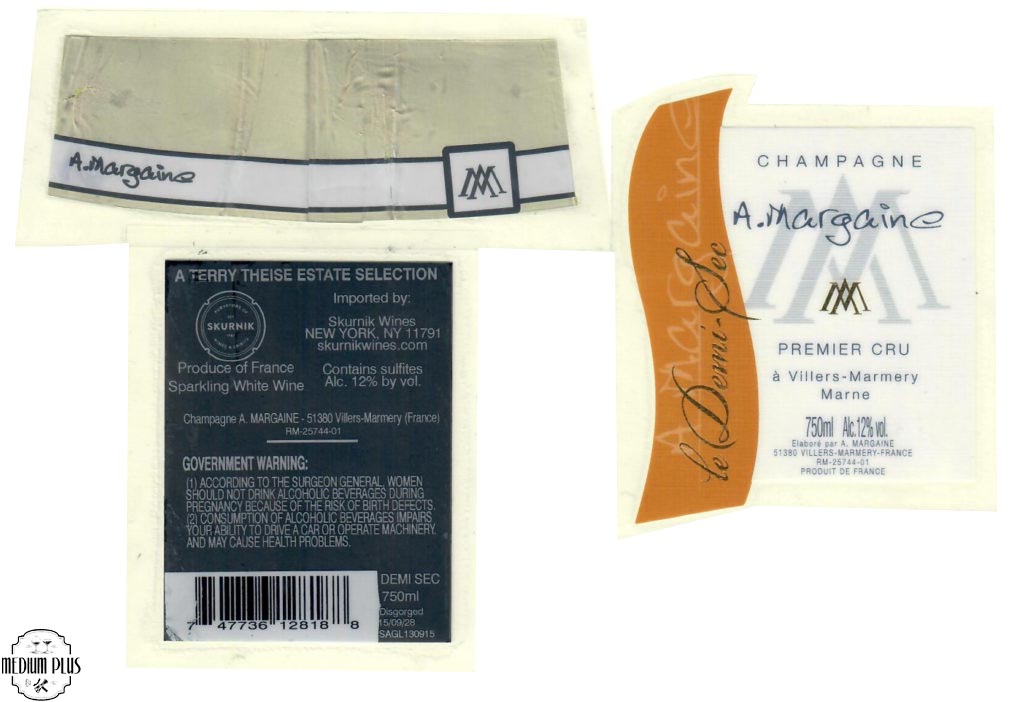 A. Margaine
AM
A TERRY THEISE ESTATE SELECTION
SKURNIK
Imported by:
Skurnik Wines
NEW YORK, NY 11791
skurnikwines.com
Produce of France
Sparkling White Wine
Contains sulfites
Alc. 12% by vol.
Champagne A. MARGAINE - 51380 Villers-Marmery (France)
RM-25744-01
GOVERNMENT WARNING:
(1) ACCORDING TO THE SURGEON GENERAL, WOMEN
SHOULD NOT DRINK ALCOHOLIC BEVERAGES DURING
PREGNANCY BECAUSE OF THE RISK OF BIRTH DEFECTS.
(2) CONSUMPTION OF ALCOHOLIC BEVERAGES IMPAIRS
YOUR ABILITY TO DRIVE A CAR OR OPERATE MACHINERY,
AND MAY CAUSE HEALTH PROBLEMS.
7 47736 12818 8
DEMI SEC
750ml
Disgorged
15/09/28
SAGL130915
A. Margaine
le Demi-Sec
CHAMPAGNE
A. Margaine
AM
AM
PREMIER CRU
à Villers-Marmery
Marne
750ml Alc.12% vol.
Elaboré par A. MARGAINE
51380 VILLERS-MARMERY-FRANCE
RM-25744-01
PRODUIT DE FRANCE
MEDIUM PLUS